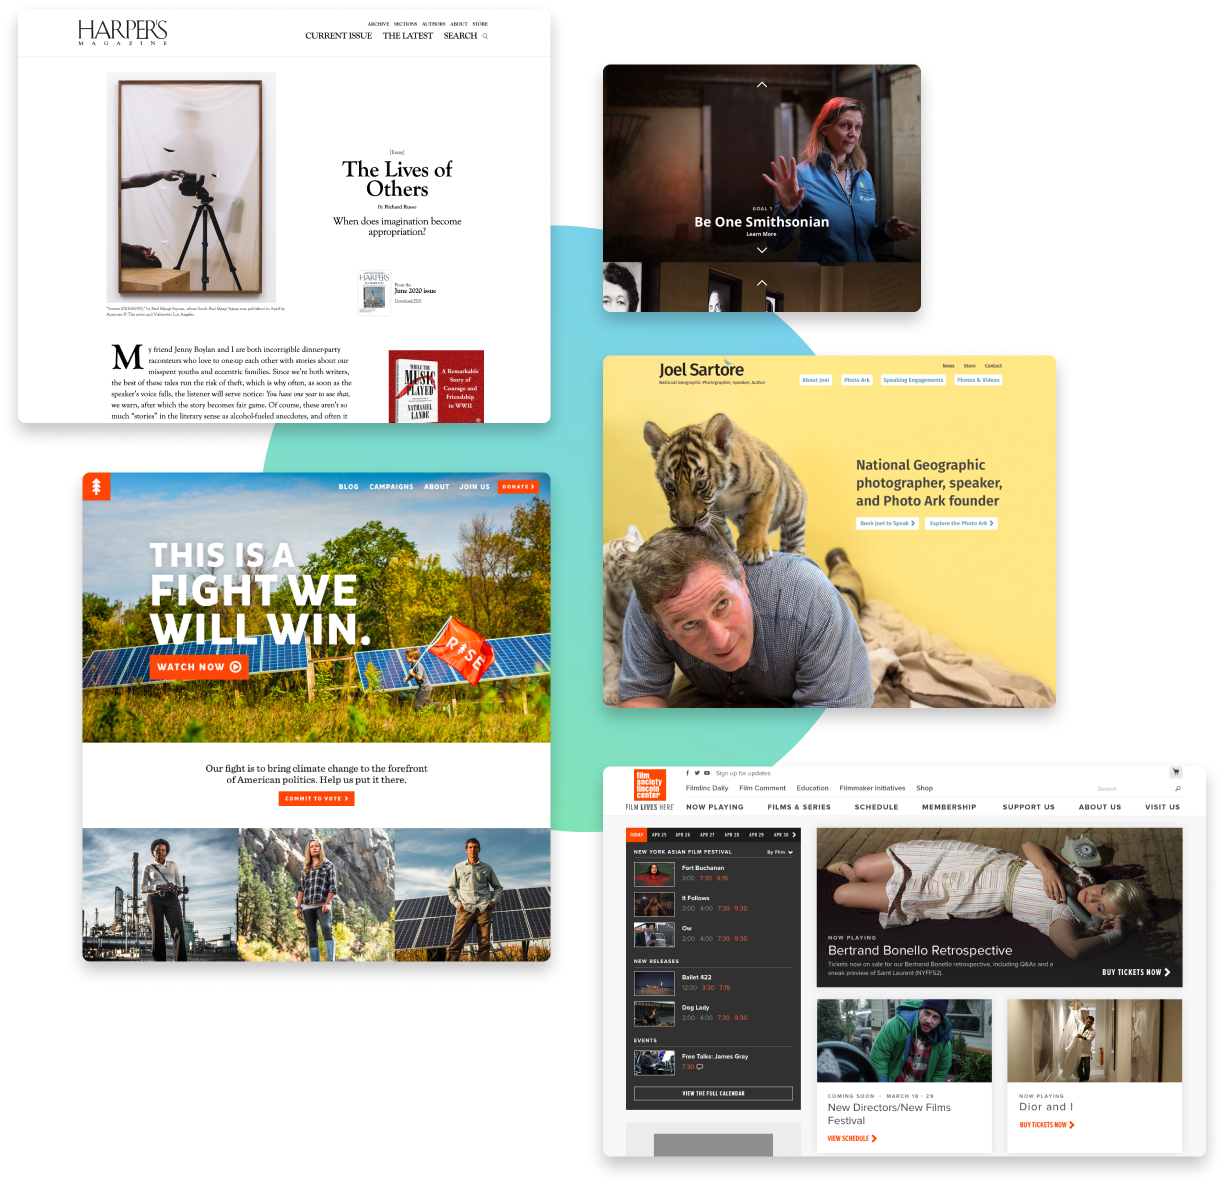 HARPER'S
MAGAZINE
ARCHIVE SECTIONS AUTHORS ABOUT STORE
CURRENT ISSUE THE LATEST SEARCH
[Essay]
The Lives of
Others
By Richard Russo
When does imagination become
appropriation?
HARPER'S
From the
June 2020 issue
Download PDF
My friend Jenny Boylan and I are both incorrigible dinner-party
raconteurs who love to one-up each other with stories about our
misspent youths and eccentric families. Since we're both writers,
the best of these tales run the risk of theft, which is why often, as soon as the
speaker's voice falls, the listener will serve notice: You have one year to use that,
we warn, after which the story becomes fair game. Of course, these aren't so
much "stories" in the literary sense as alcohol-fueled anecdotes, and often it
WHILE THE
MUSIC
PLAYED
NATHANIEL
LANDE
A Remarkable
Story of
Courage and
Friendship
in WWII
GOAL 1
Be One Smithsonian
Learn More
Joel Sartore
National Geographic Photographer, Speaker, Author
News Store Contact
About Joel Photo Ark Speaking Engagements Photos & Videos
National Geographic
photographer, speaker,
and Photo Ark founder
Book Joel to Speak Explore the Photo Ark
BLOG CAMPAIGNS ABOUT JOIN US DONATE
THIS IS A
FIGHT WE
WILL WIN.
WATCH NOW
RISE
Our fight is to bring climate change to the forefront
of American politics. Help us put it there.
COMMIT TO VOTE
film
society
lincoln
center
FILM LIVES HERE
Sign up for updates
Filmlinc Daily Film Comment Education Filmmaker Initiatives Shop
Search
NOW PLAYING FILMS & SERIES SCHEDULE MEMBERSHIP SUPPORT US ABOUT US VISIT US
TODAY APR 25 APR 26 APR 27 APR 28 APR 29 APR 30
NEW YORK ASIAN FILM FESTIVAL By Film
Fort Buchanan
3:00 7:30 9:15
It Follows
2:00 4:00 7:30 9:30
Ow
2:00 4:00 7:30 9:30
NEW RELEASES
Ballet 422
12:00 3:30 7:15
Dog Lady
2:00 4:00 7:30 9:30
EVENTS
Free Talks: James Gray
7:30
VIEW THE FULL CALENDAR
NOW PLAYING
Bertrand Bonello Retrospective
Tickets now on sale for our Bertrand Bonello retrospective, including Q&As and a
sneak preview of Saint Laurent (NYFF52).
BUY TICKETS NOW
COMING SOON • MARCH 18 - 29
New Directors/New Films
Festival
VIEW SCHEDULE
NOW PLAYING
Dior and I
BUY TICKETS NOW